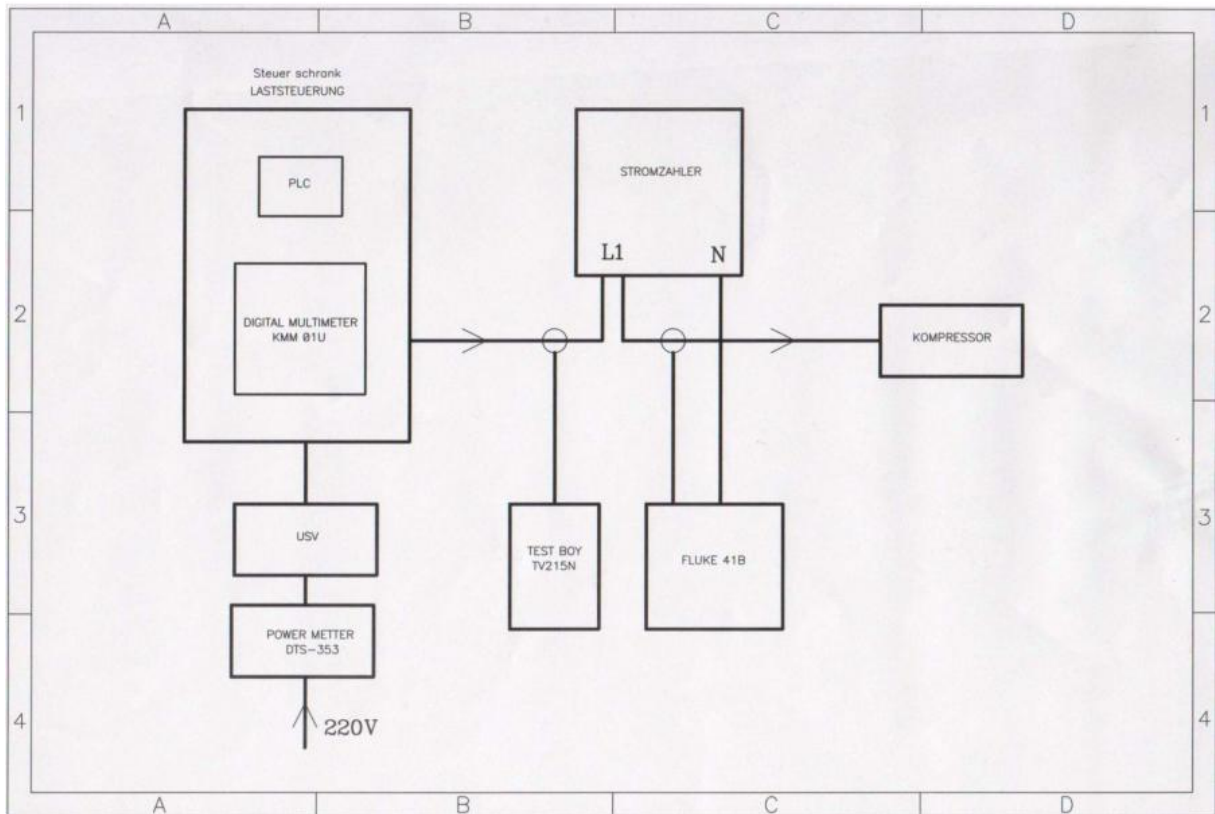 A B C D
Steuer schrank
LASTSTEUERUNG
1 1
PLC
STROMZAHLER
L1 N
2 2
DIGITAL MULTIMETER
KMM 01U
KOMPRESSOR
3 3
USV
TEST BOY
TV215N
FLUKE 41B
POWER METTER
DTS-353
4 4
220V
A B C D